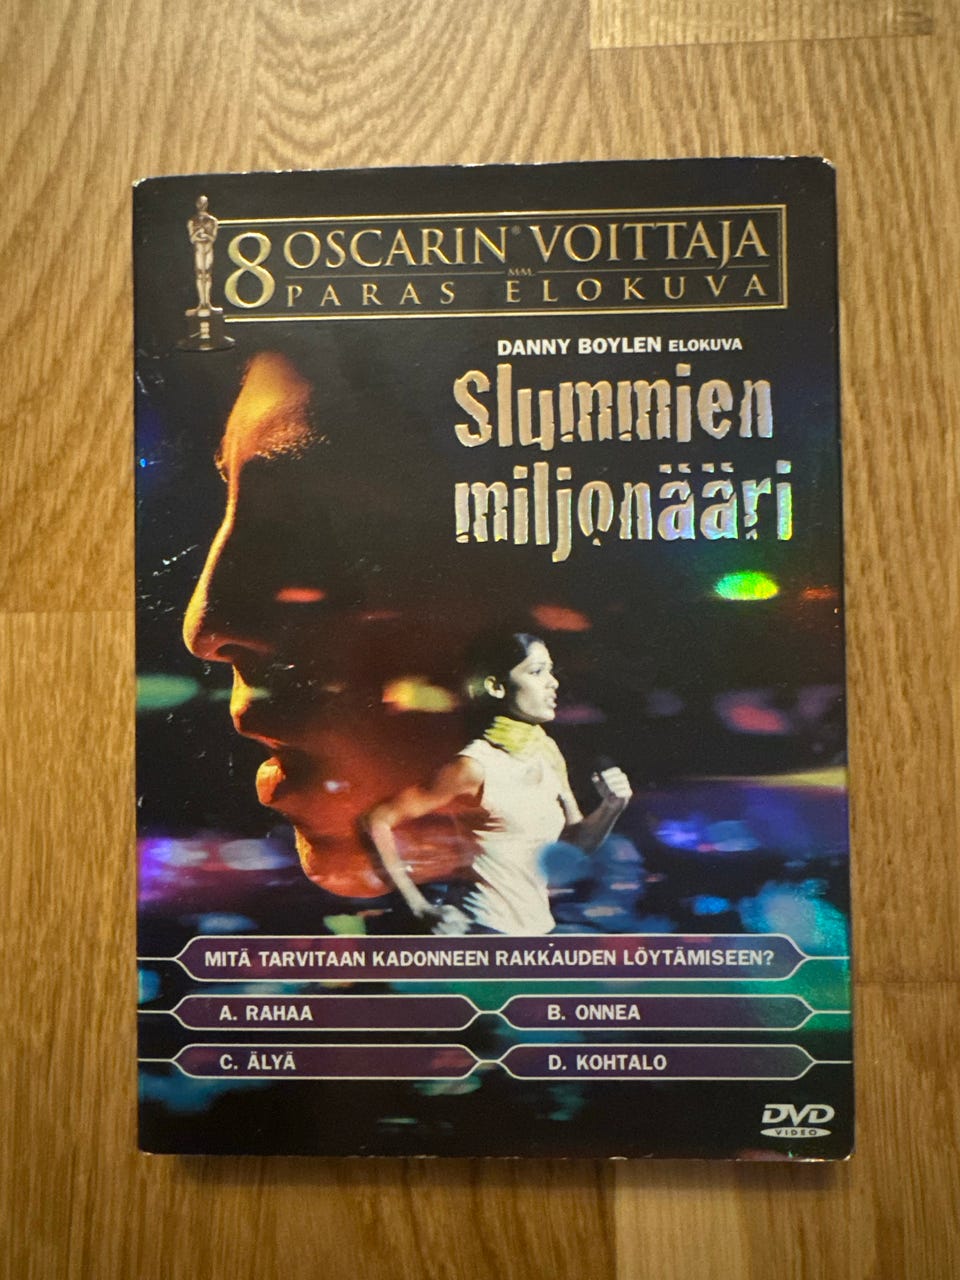 8 OSCARIN® VOITTAJA
MM.
PARAS ELOKUVA
DANNY BOYLEN ELOKUVA
Slummien
miljonääri
MITÄ TARVITAAN KADONNEEN RAKKAUDEN LÖYTÄMISEEN?
A. RAHAA
B. ONNEA
C. ÄLYÄ
D. KOHTALO
DVD
VIDEO